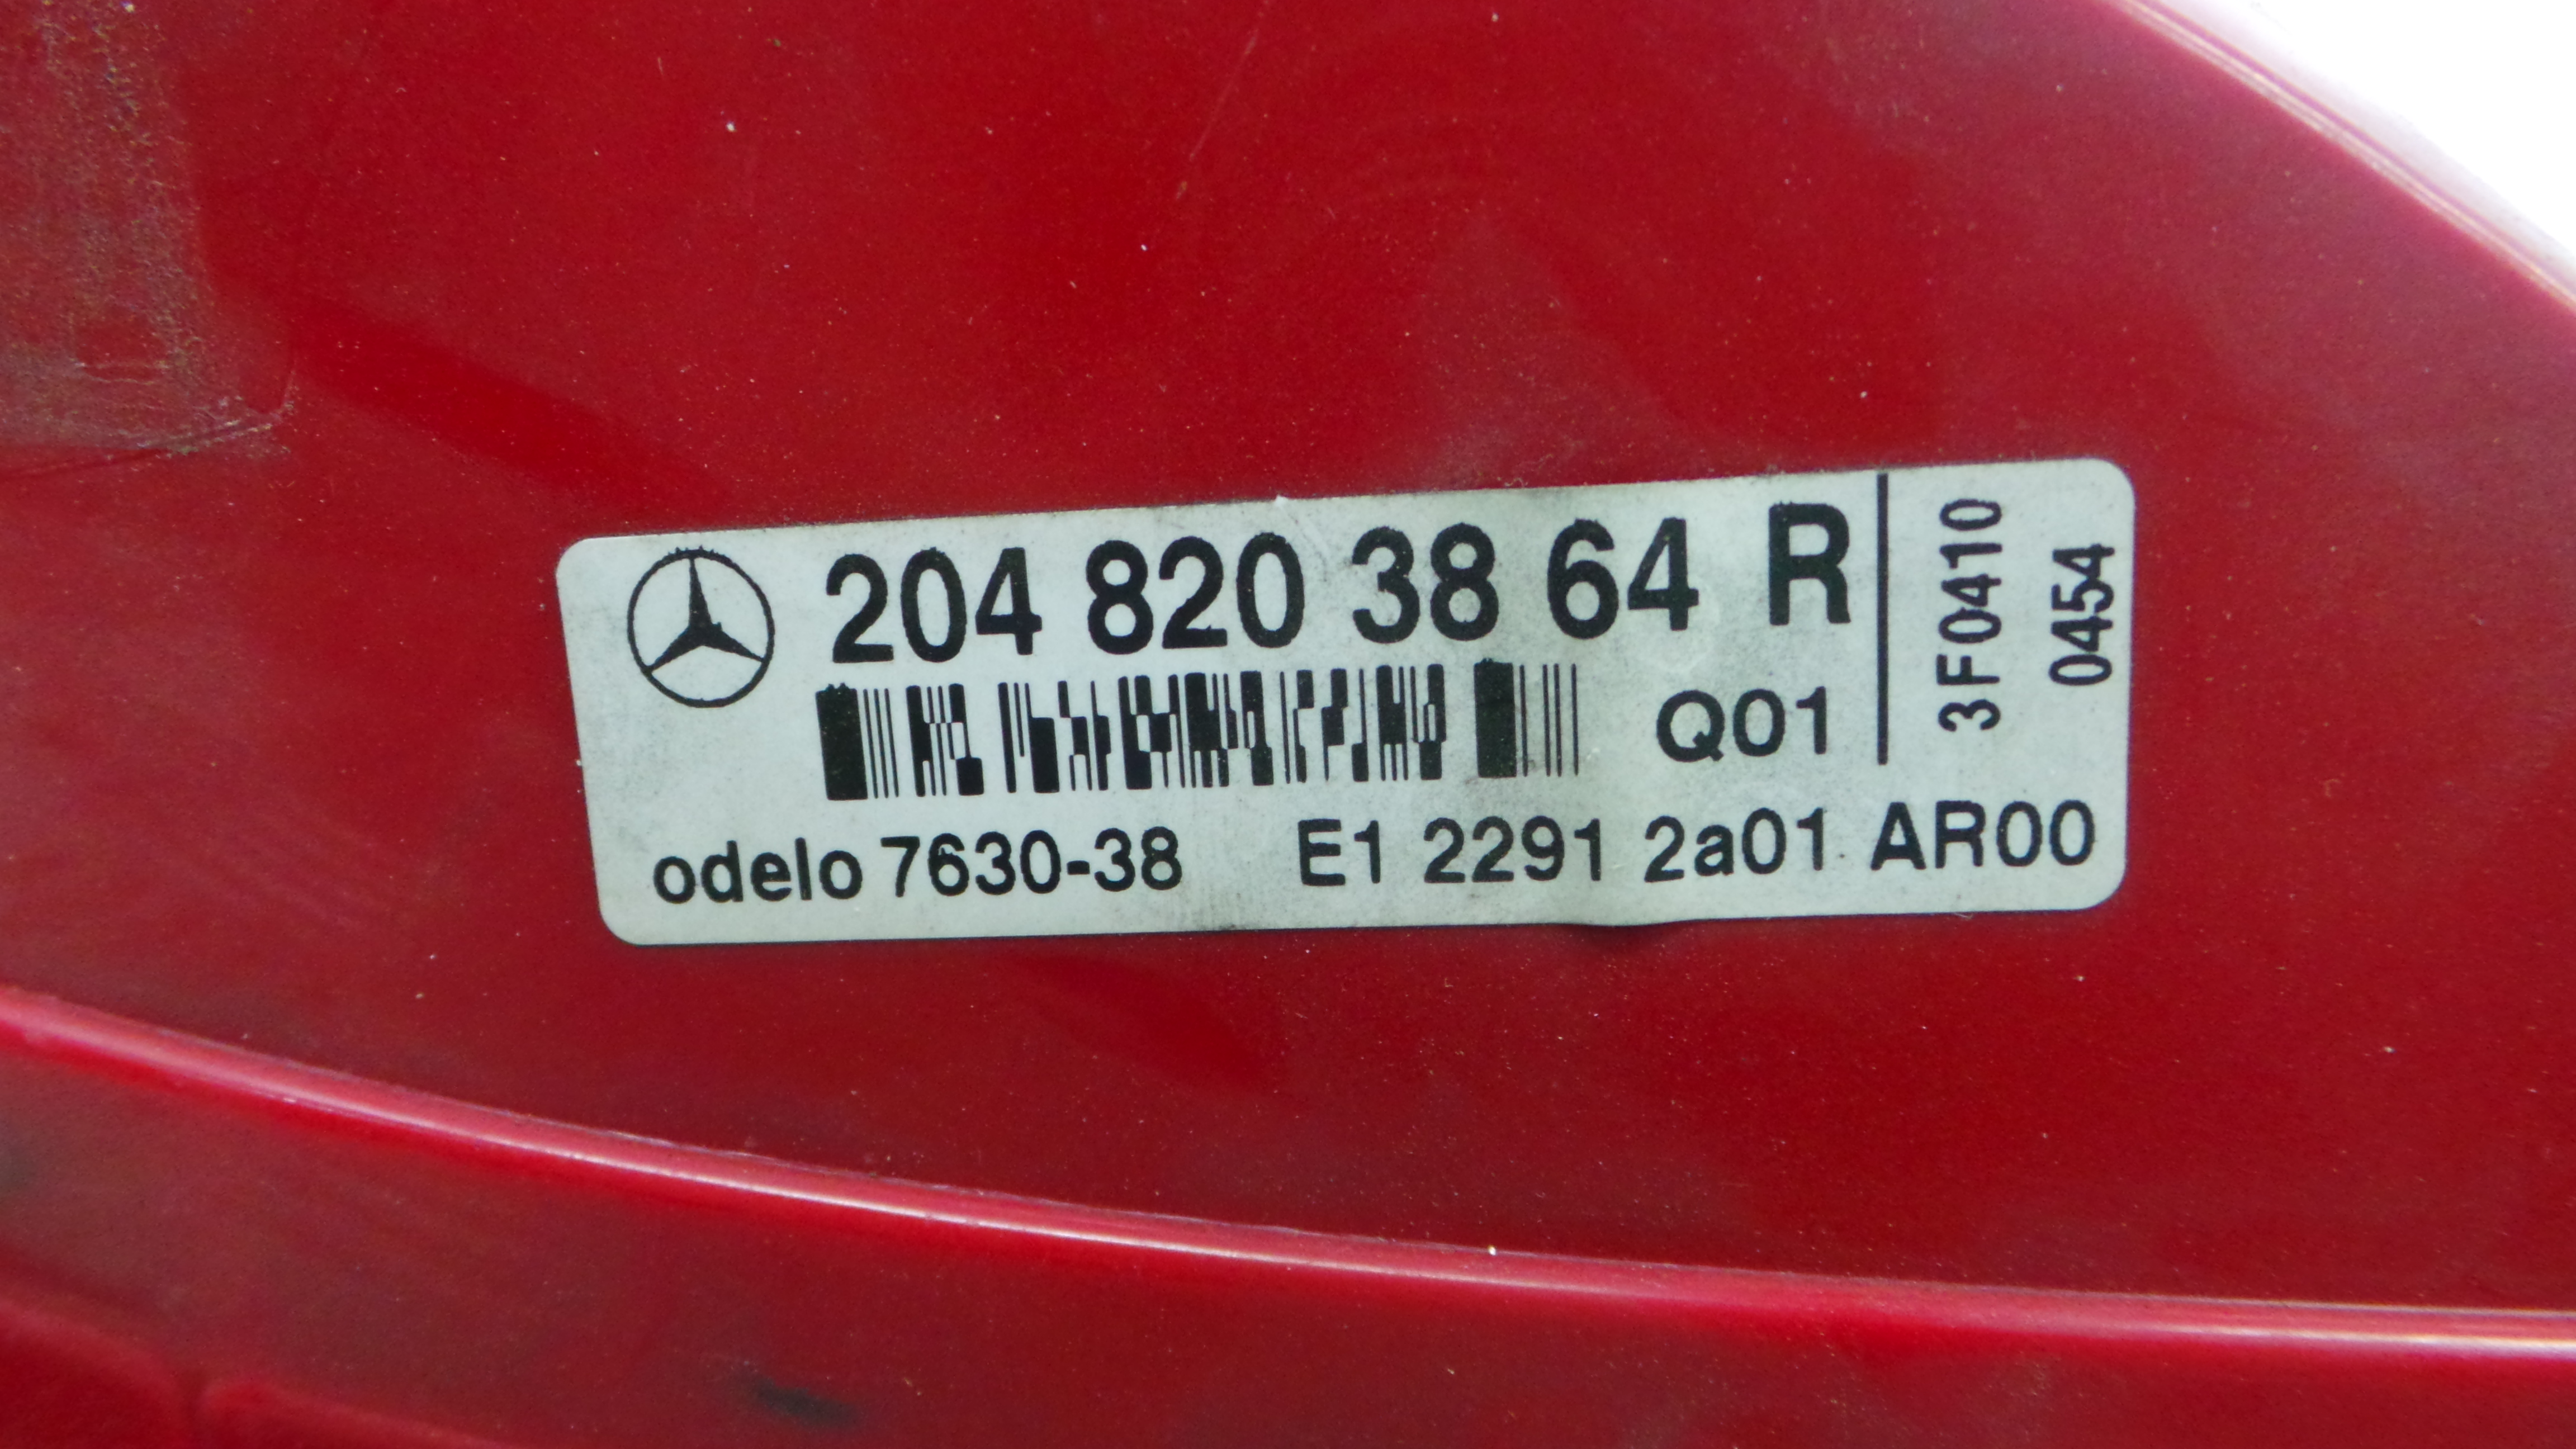 204 820 38 64 R
Q01
odelo 7630-38 E1 2291 2a01 AR00
3F0410
0454